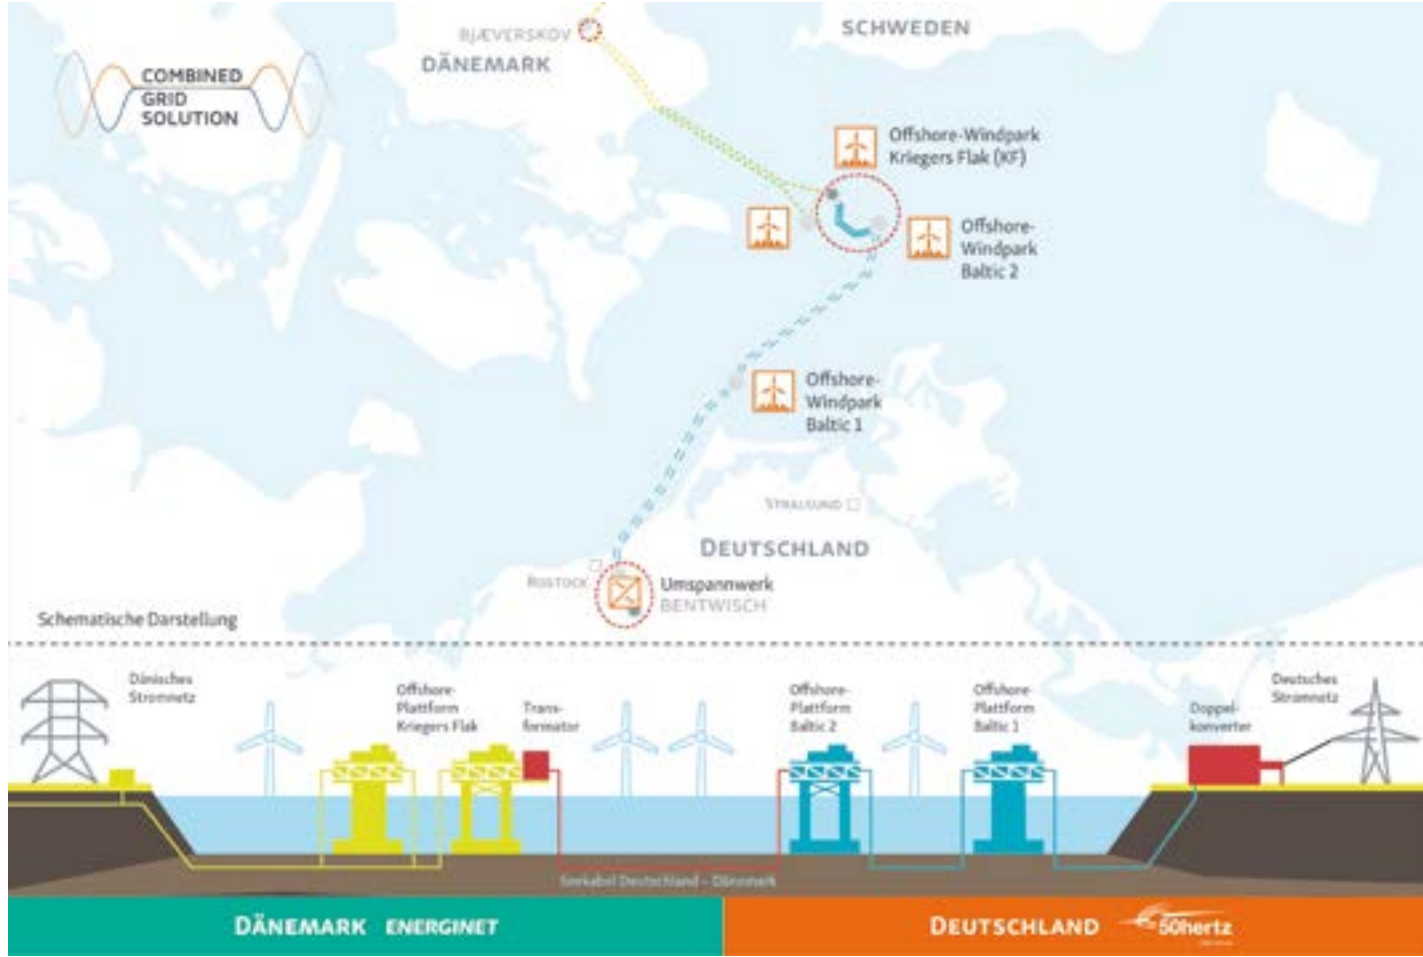 SCHWEDEN
BJÆVERSKOV
DÄNEMARK
COMBINED
GRID
SOLUTION
Offshore-Windpark
Kriegers Flak (KF)
Offshore-
Windpark
Baltic 2
Offshore-
Windpark
Baltic 1
STRALSUND
DEUTSCHLAND
ROSTOCK
Umspannwerk
BENTWISCH
Schematische Darstellung
Dänisches
Stromnetz
Offshore-
Plattform
Kriegers Flak
Trans-
formator
Offshore-
Plattform
Baltic 2
Offshore-
Plattform
Baltic 1
Doppel-
konverter
Deutsches
Stromnetz
Seekabel Deutschland – Dänemark
DÄNEMARK ENERGINET
DEUTSCHLAND 50hertz